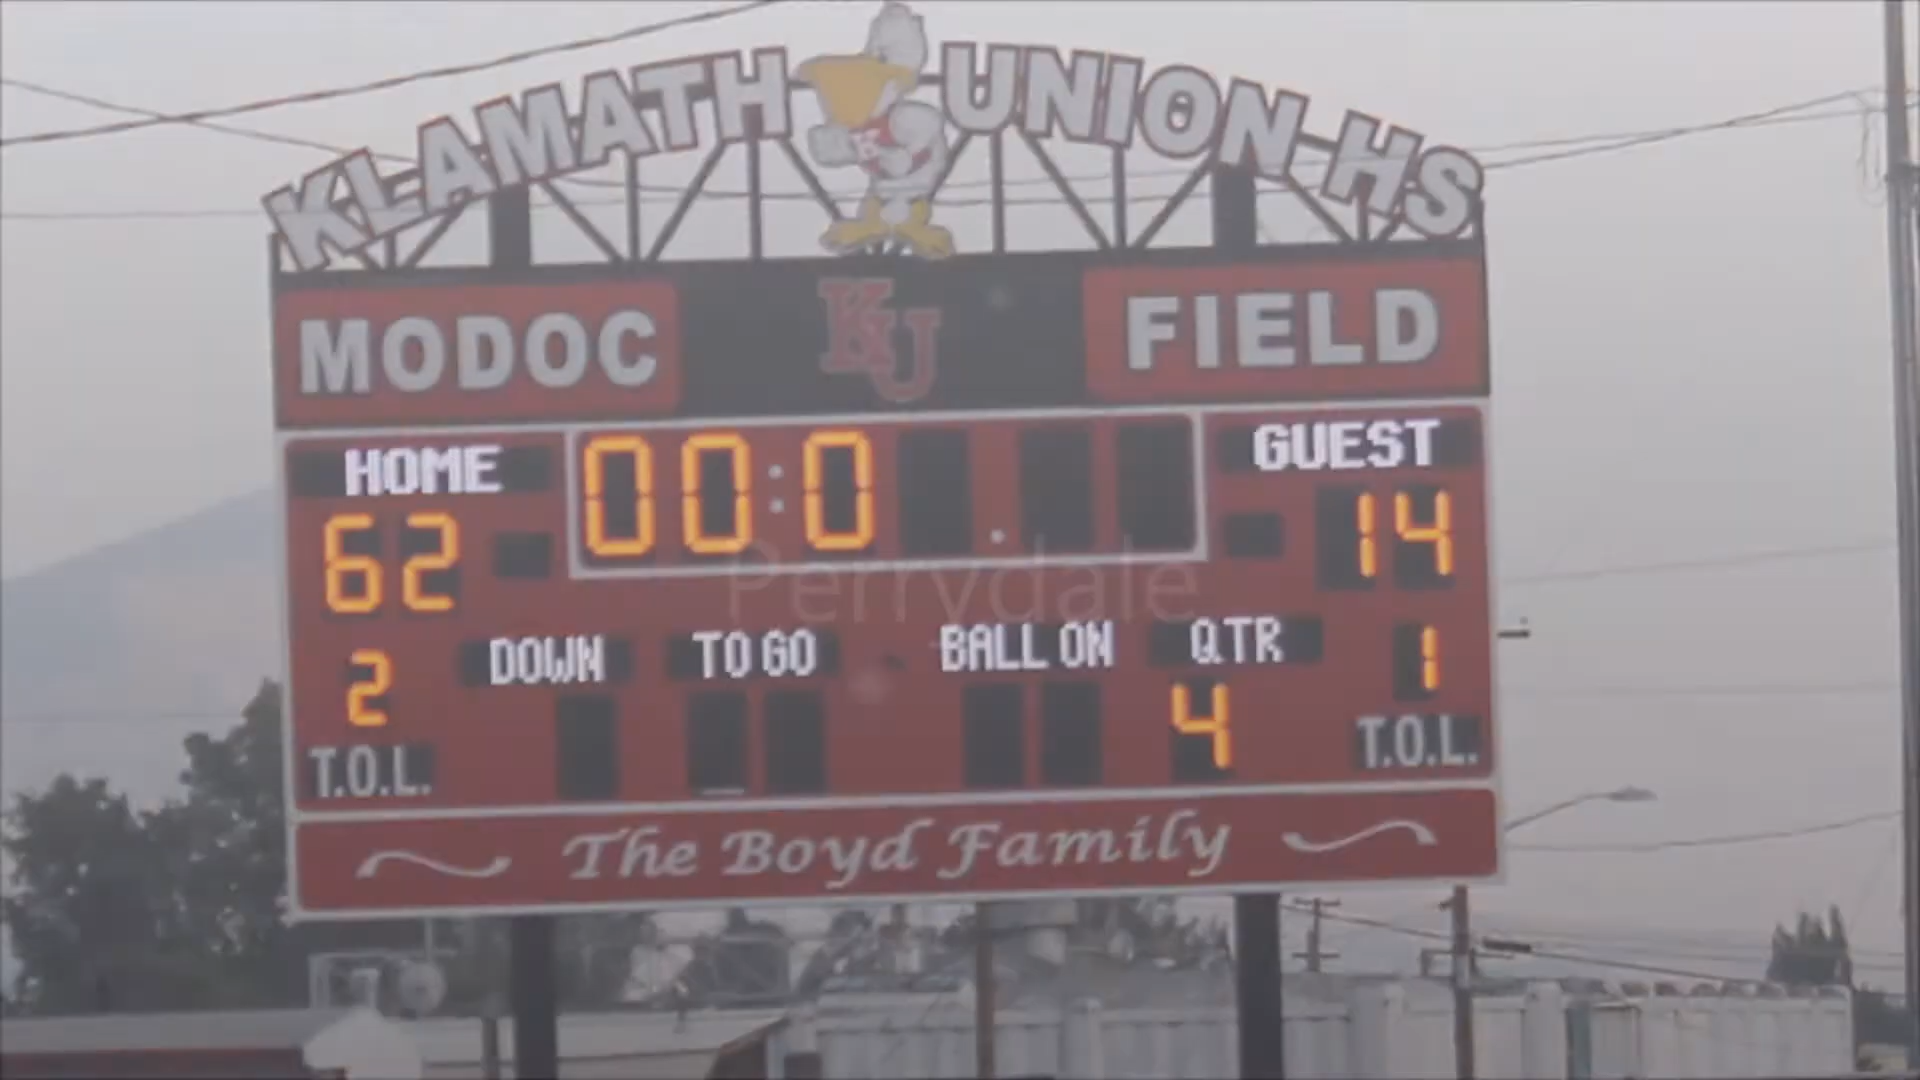 KLAMATH UNION HS
MODOC KU FIELD
HOME 00:0 GUEST
62 14
Perrydale
DOWN TO GO BALL ON QTR
2 4 1
T.O.L. T.O.L.
The Boyd Family